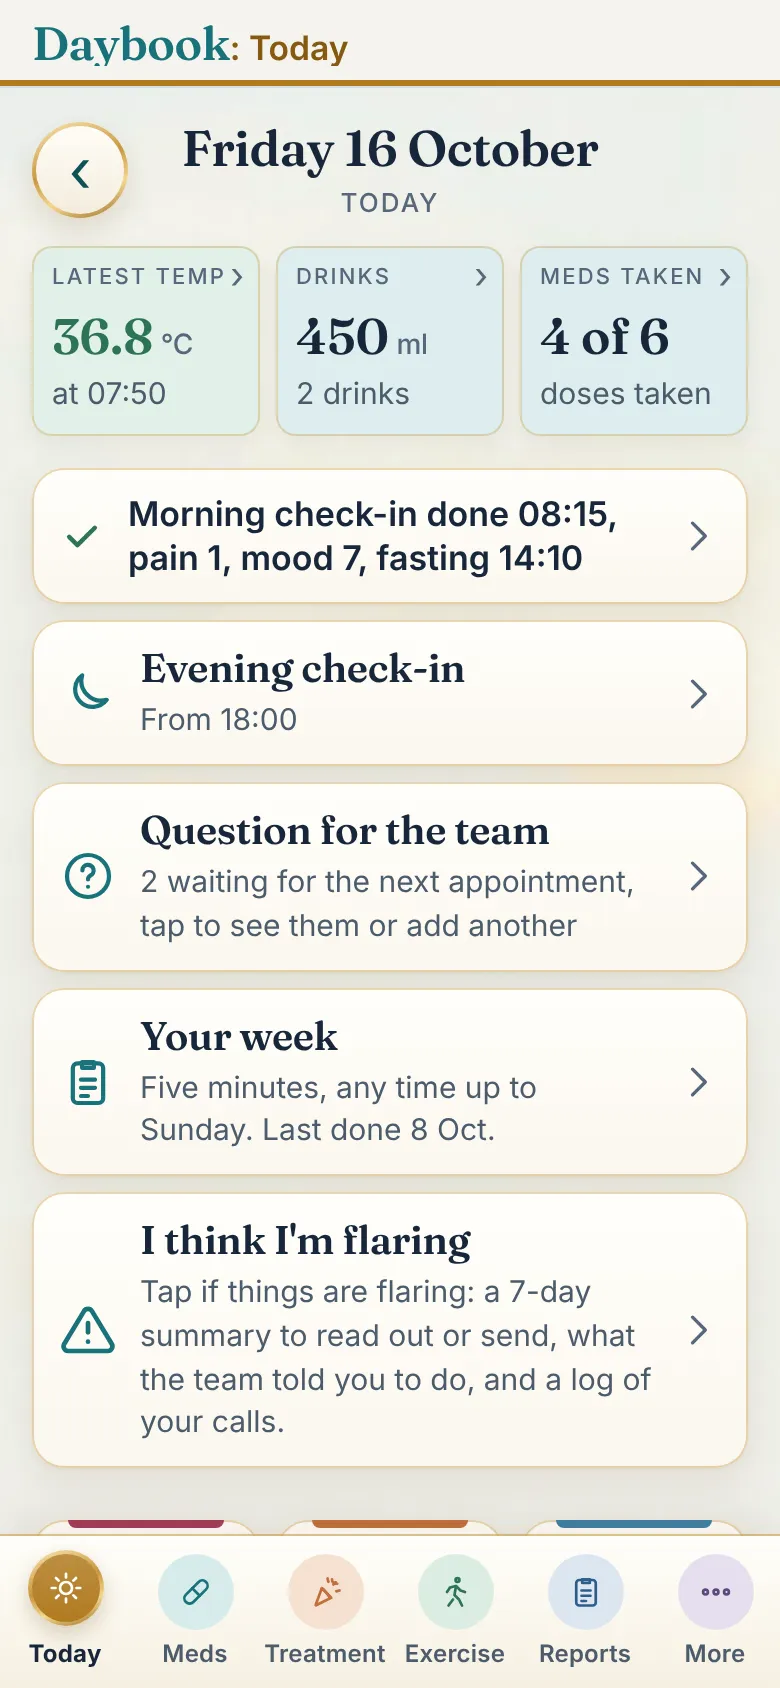 Daybook: Today
Friday 16 October
TODAY
LATEST TEMP
36.8 °C
at 07:50
DRINKS
450 ml
2 drinks
MEDS TAKEN
4 of 6
doses taken
Morning check-in done 08:15,
pain 1, mood 7, fasting 14:10
Evening check-in
From 18:00
Question for the team
2 waiting for the next appointment,
tap to see them or add another
Your week
Five minutes, any time up to
Sunday. Last done 8 Oct.
I think I'm flaring
Tap if things are flaring: a 7-day
summary to read out or send, what
the team told you to do, and a log of
your calls.
Today
Meds
Treatment
Exercise
Reports
More